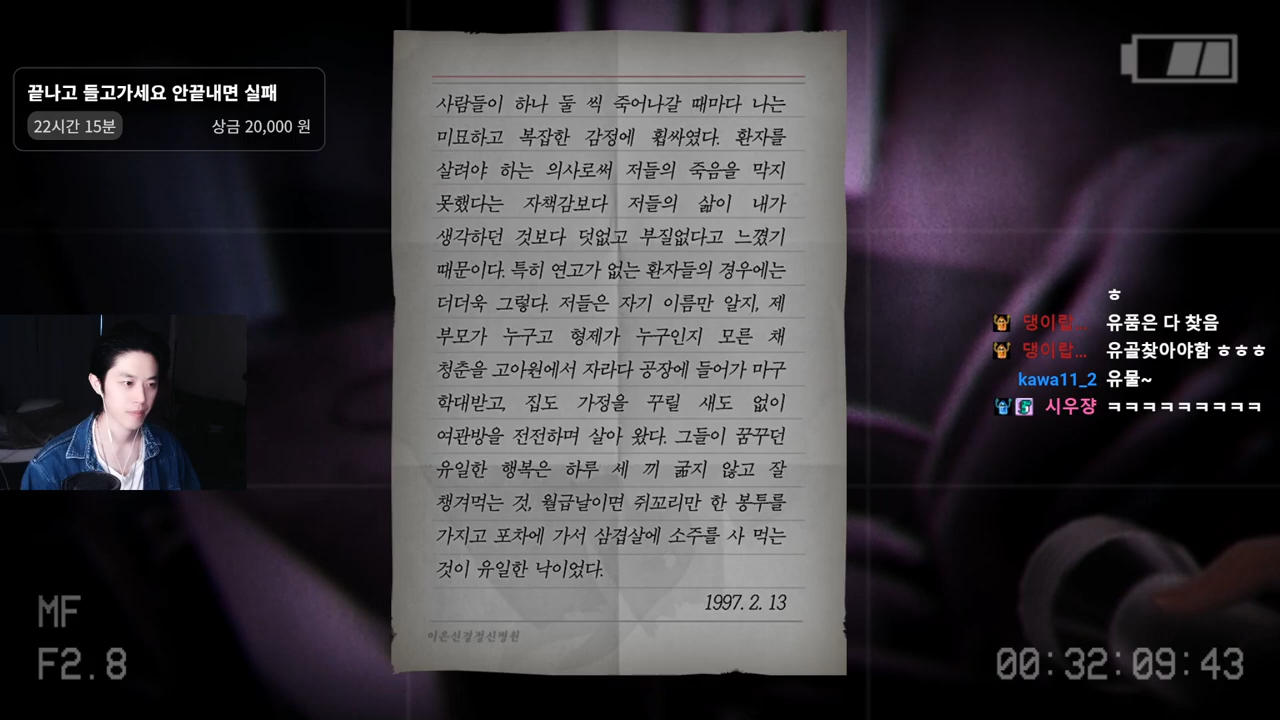 끝나고 들고가세요 안끝내면 실패
22시간 15분
상금 20,000 원
사람들이 하나 둘 씩 죽어나갈 때마다 나는
미묘하고 복잡한 감정에 휩싸였다. 환자를
살려야 하는 의사로써 저들의 죽음을 막지
못했다는 자책감보다 저들의 삶이 내가
생각하던 것보다 덧없고 부질없다고 느꼈기
때문이다. 특히 연고가 없는 환자들의 경우에는
더더욱 그렇다. 저들은 자기 이름만 알지, 제
부모가 누구고 형제가 누구인지 모른 채
청춘을 고아원에서 자라다 공장에 들어가 마구
학대받고, 집도 가정을 꾸릴 새도 없이
여관방을 전전하며 살아 왔다. 그들이 꿈꾸던
유일한 행복은 하루 세 끼 굶지 않고 잘
챙겨먹는 것, 월급날이면 쥐꼬리만 한 봉투를
가지고 포차에 가서 삼겹살에 소주를 사 먹는
것이 유일한 낙이었다.
1997. 2. 13
이은신경정신병원
ㅎ
댕이랍... 유품은 다 찾음
댕이랍... 유골찾아야함 ㅎㅎㅎ
kawa11_2 유물~
시우쟝 ㅋㅋㅋㅋㅋㅋㅋㅋㅋ
MF
F2.8
00:32:09:43